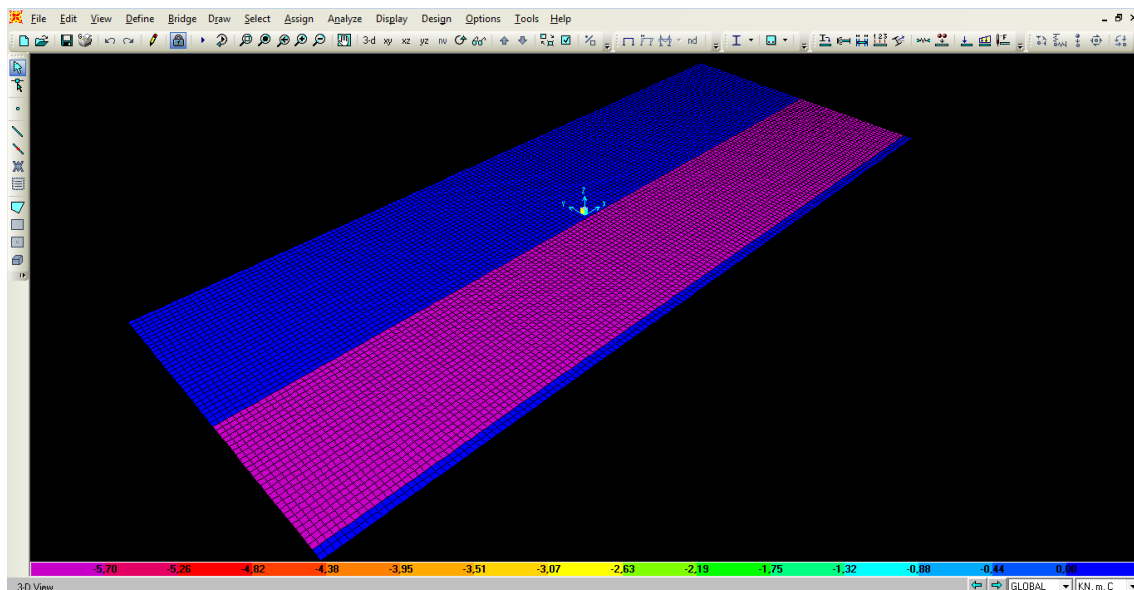 File Edit View Define Bridge Draw Select Assign Analyze Display Design Options Tools Help
3-d xy xz yz nv nd
Z
Y X
-5,70 -5,26 -4,82 -4,38 -3,95 -3,51 -3,07 -2,63 -2,19 -1,75 -1,32 -0,88 -0,44 0,00
3-D View GLOBAL KN, m, C